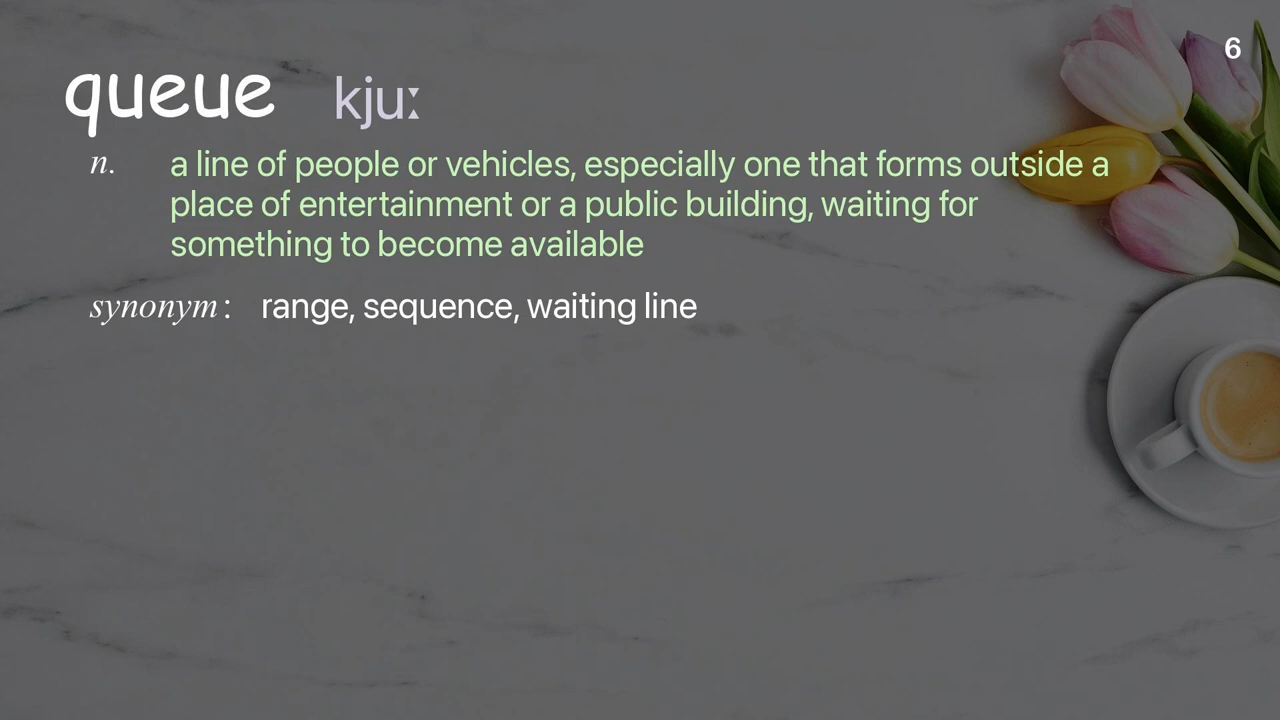 6
queue kjuː
n. a line of people or vehicles, especially one that forms outside a
place of entertainment or a public building, waiting for
something to become available
synonym: range, sequence, waiting line